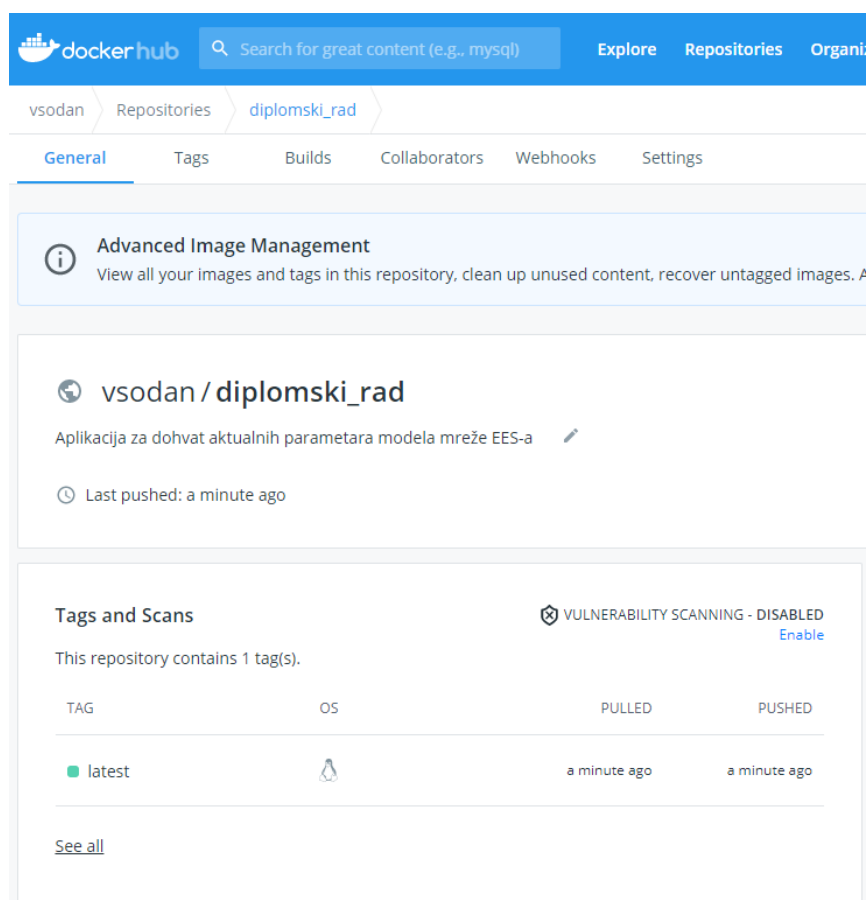 dockerhub Search for great content (e.g., mysql) Explore Repositories
vsodan Repositories diplomski_rad
General Tags Builds Collaborators Webhooks Settings
Advanced Image Management
View all your images and tags in this repository, clean up unused content, recover untagged images.
vsodan / diplomski_rad
Aplikacija za dohvat aktualnih parametara modela mreže EES-a
Last pushed: a minute ago
Tags and Scans
VULNERABILITY SCANNING - DISABLED
Enable
This repository contains 1 tag(s).
TAG OS PULLED PUSHED
latest a minute ago a minute ago
See all